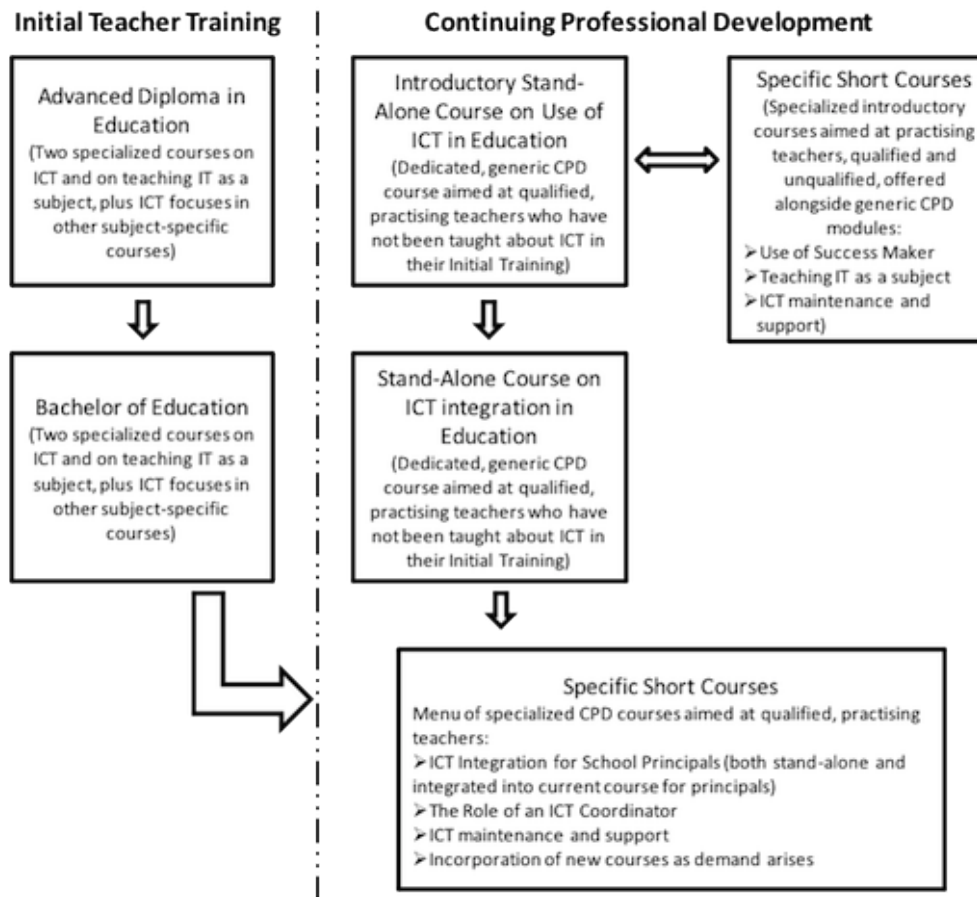 Initial Teacher Training
Continuing Professional Development
Advanced Diploma in
Education
(Two specialized courses on
ICT and on teaching IT as a
subject, plus ICT focuses in
other subject-specific
courses)
Bachelor of Education
(Two specialized courses on
ICT and on teaching IT as a
subject, plus ICT focuses in
other subject-specific
courses)
Introductory Stand-
Alone Course on Use of
ICT in Education
(Dedicated, generic CPD
course aimed at qualified,
practising teachers who have
not been taught about ICT in
their Initial Training)
Specific Short Courses
(Specialized introductory
courses aimed at practising
teachers, qualified and
unqualified, offered
alongside generic CPD
modules:
➢Use of Success Maker
➢Teaching IT as a subject
➢ICT maintenance and
support)
Stand-Alone Course on
ICT integration in
Education
(Dedicated, generic CPD
course aimed at qualified,
practising teachers who have
not been taught about ICT in
their Initial Training)
Specific Short Courses
Menu of specialized CPD courses aimed at qualified, practising
teachers:
➢ICT Integration for School Principals (both stand-alone and
integrated into current course for principals)
➢The Role of an ICT Coordinator
➢ICT maintenance and support
➢Incorporation of new courses as demand arises